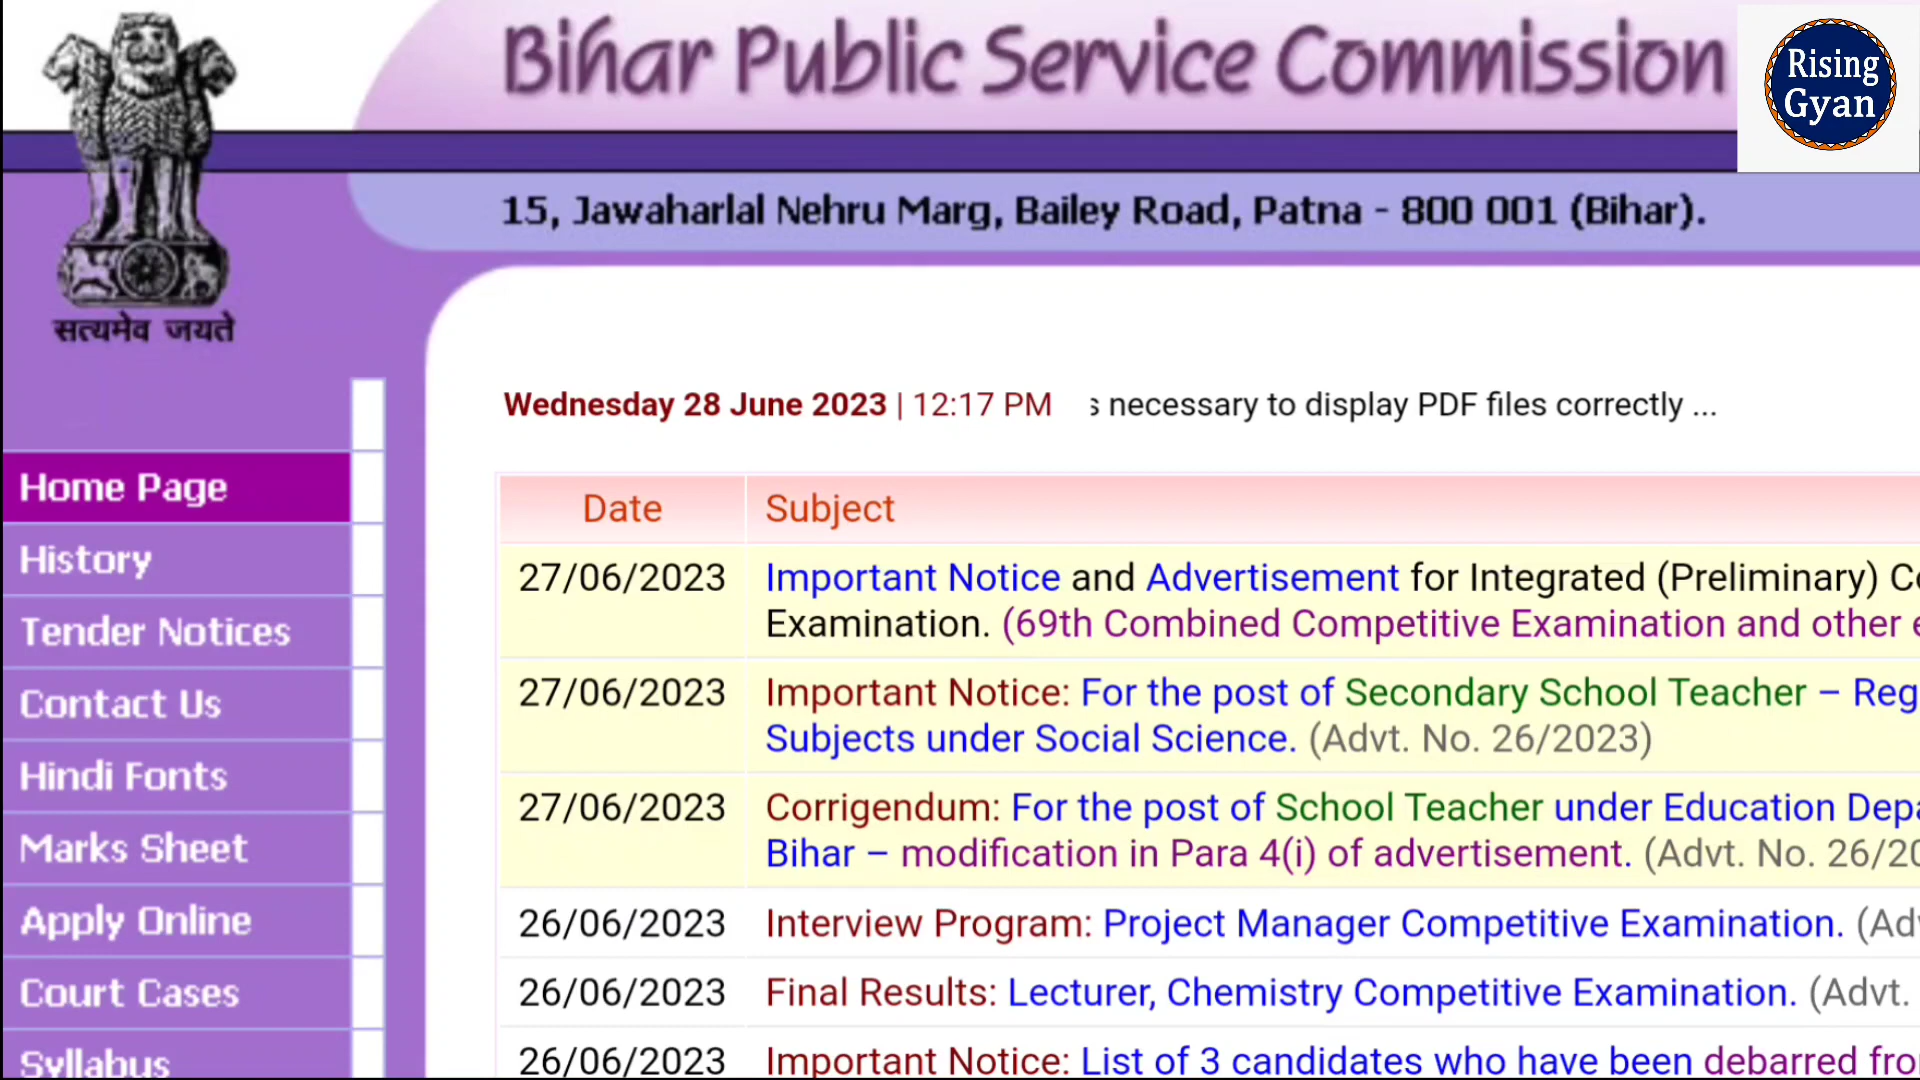 Bihar Public Service Commission
Rising
Gyan
15, Jawaharlal Nehru Marg, Bailey Road, Patna - 800 001 (Bihar).
सत्यमेव जयते
Wednesday 28 June 2023 | 12:17 PM necessary to display PDF files correctly ...
Home Page
History
Tender Notices
Contact Us
Hindi Fonts
Marks Sheet
Apply Online
Court Cases
Syllabus
Date Subject
27/06/2023 Important Notice and Advertisement for Integrated (Preliminary)
Examination. (69th Combined Competitive Examination and other
27/06/2023 Important Notice: For the post of Secondary School Teacher –
Subjects under Social Science. (Advt. No. 26/2023)
27/06/2023 Corrigendum: For the post of School Teacher under Education
Bihar – modification in Para 4(i) of advertisement. (Advt. No.
26/06/2023 Interview Program: Project Manager Competitive Examination.
26/06/2023 Final Results: Lecturer, Chemistry Competitive Examination. (Advt.
26/06/2023 Important Notice: List of 3 candidates who have been debarred